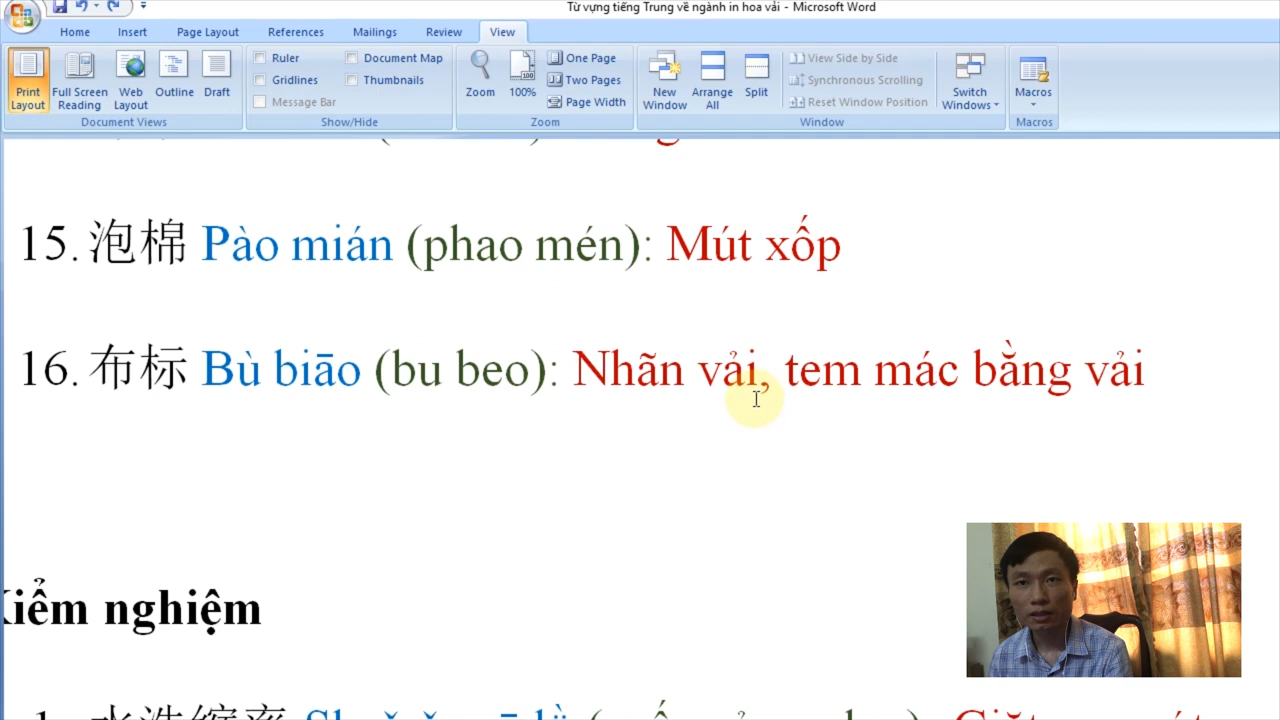 Từ vựng tiếng Trung về ngành in hoa vải - Microsoft Word
Home Insert Page Layout References Mailings Review View
Print Layout
Full Screen Reading
Web Layout
Outline
Draft
Document Views
Ruler
Gridlines
Message Bar
Document Map
Thumbnails
Show/Hide
Zoom
100%
One Page
Two Pages
Page Width
Zoom
New Window
Arrange All
Split
View Side by Side
Synchronous Scrolling
Reset Window Position
Switch Windows
Window
Macros
Macros
15. 泡棉 Pào mián (phao mén): Mút xốp
16. 布标 Bù biāo (bu beo): Nhãn vải, tem mác bằng vải
Kiểm nghiệm